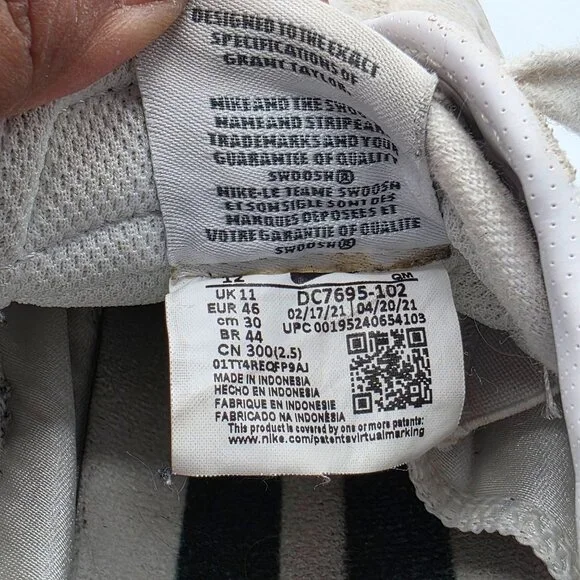 DESIGNED TO THE EXACT
SPECIFICATIONS OF
GRANT TAYLOR.
NIKE AND THE SWOOSH
NAME AND STRIPE ARE
TRADEMARKS AND YOUR
GUARANTEE OF QUALITY
SWOOSH®
NIKE-LE TEAME SWOOSH
ET SON SIGLE SONT DES
MARQUES DEPOSEES ET
VOTRE GARANTIE OF QUALITE
SWOOSH®
12 QM
UK 11 DC7695-102
EUR 46 02/17/21 04/20/21
cm 30 UPC 00195240654103
BR 44
CN 300(2.5)
01TT4REQFP9AJ
MADE IN INDONESIA
HECHO EN INDONESIA
FABRIQUE EN INDONESIE
FABRICADO NA INDONESIA
This product is covered by one or more patents:
www.nike.com/patentsvirtualmarking